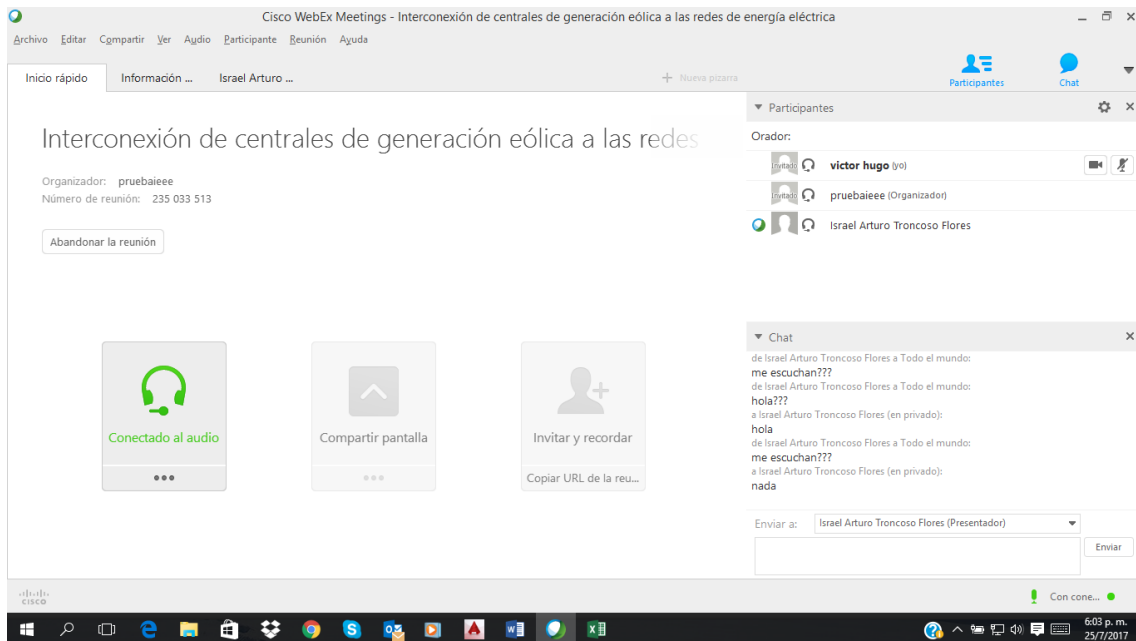 Cisco WebEx Meetings - Interconexión de centrales de generación eólica a las redes de energía eléctrica
Archivo Editar Compartir Ver Audio Participante Reunión Ayuda
Inicio rápido Información ... Israel Arturo ... + Nueva pizarra
Participantes Chat
Participantes
Orador:
Invitado victor hugo (yo)
Invitado pruebaieee (Organizador)
Israel Arturo Troncoso Flores
Interconexión de centrales de generación eólica a las redes
Organizador: pruebaieee
Número de reunión: 235 033 513
Abandonar la reunión
Conectado al audio
Compartir pantalla
Invitar y recordar
Copiar URL de la reu...
Chat
de Israel Arturo Troncoso Flores a Todo el mundo:
me escuchan???
de Israel Arturo Troncoso Flores a Todo el mundo:
hola???
a Israel Arturo Troncoso Flores (en privado):
hola
de Israel Arturo Troncoso Flores a Todo el mundo:
me escuchan???
a Israel Arturo Troncoso Flores (en privado):
nada
Enviar a: Israel Arturo Troncoso Flores (Presentador)
Enviar
CISCO
Con cone...
6:03 p. m.
25/7/2017